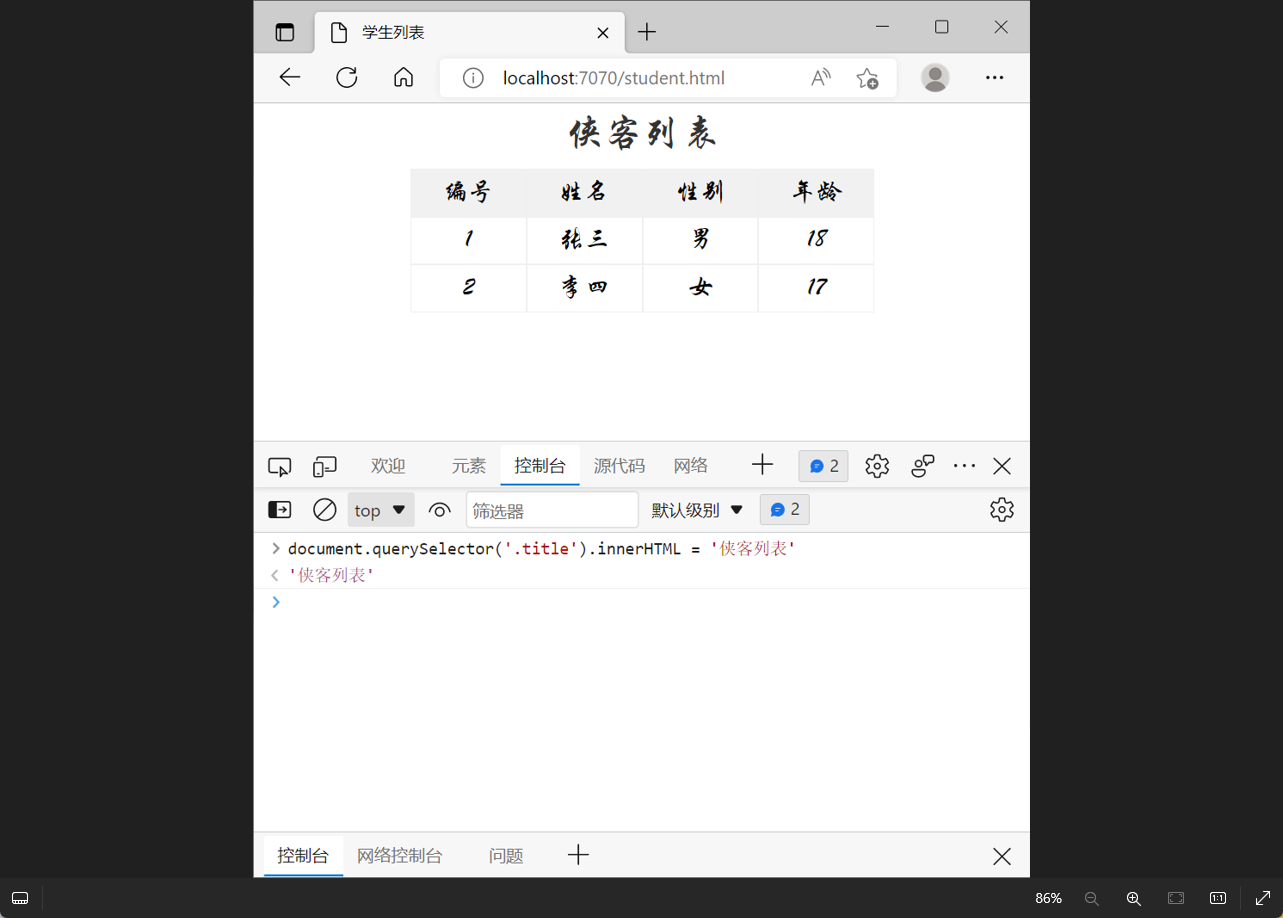 学生列表
localhost:7070/student.html
侠客列表
编号 姓名 性别 年龄
1 张三 男 18
2 李四 女 17
欢迎 元素 控制台 源代码 网络 2
top 筛选器 默认级别 2
document.querySelector('.title').innerHTML = '侠客列表'
'侠客列表'
控制台 网络控制台 问题
86% 1:1